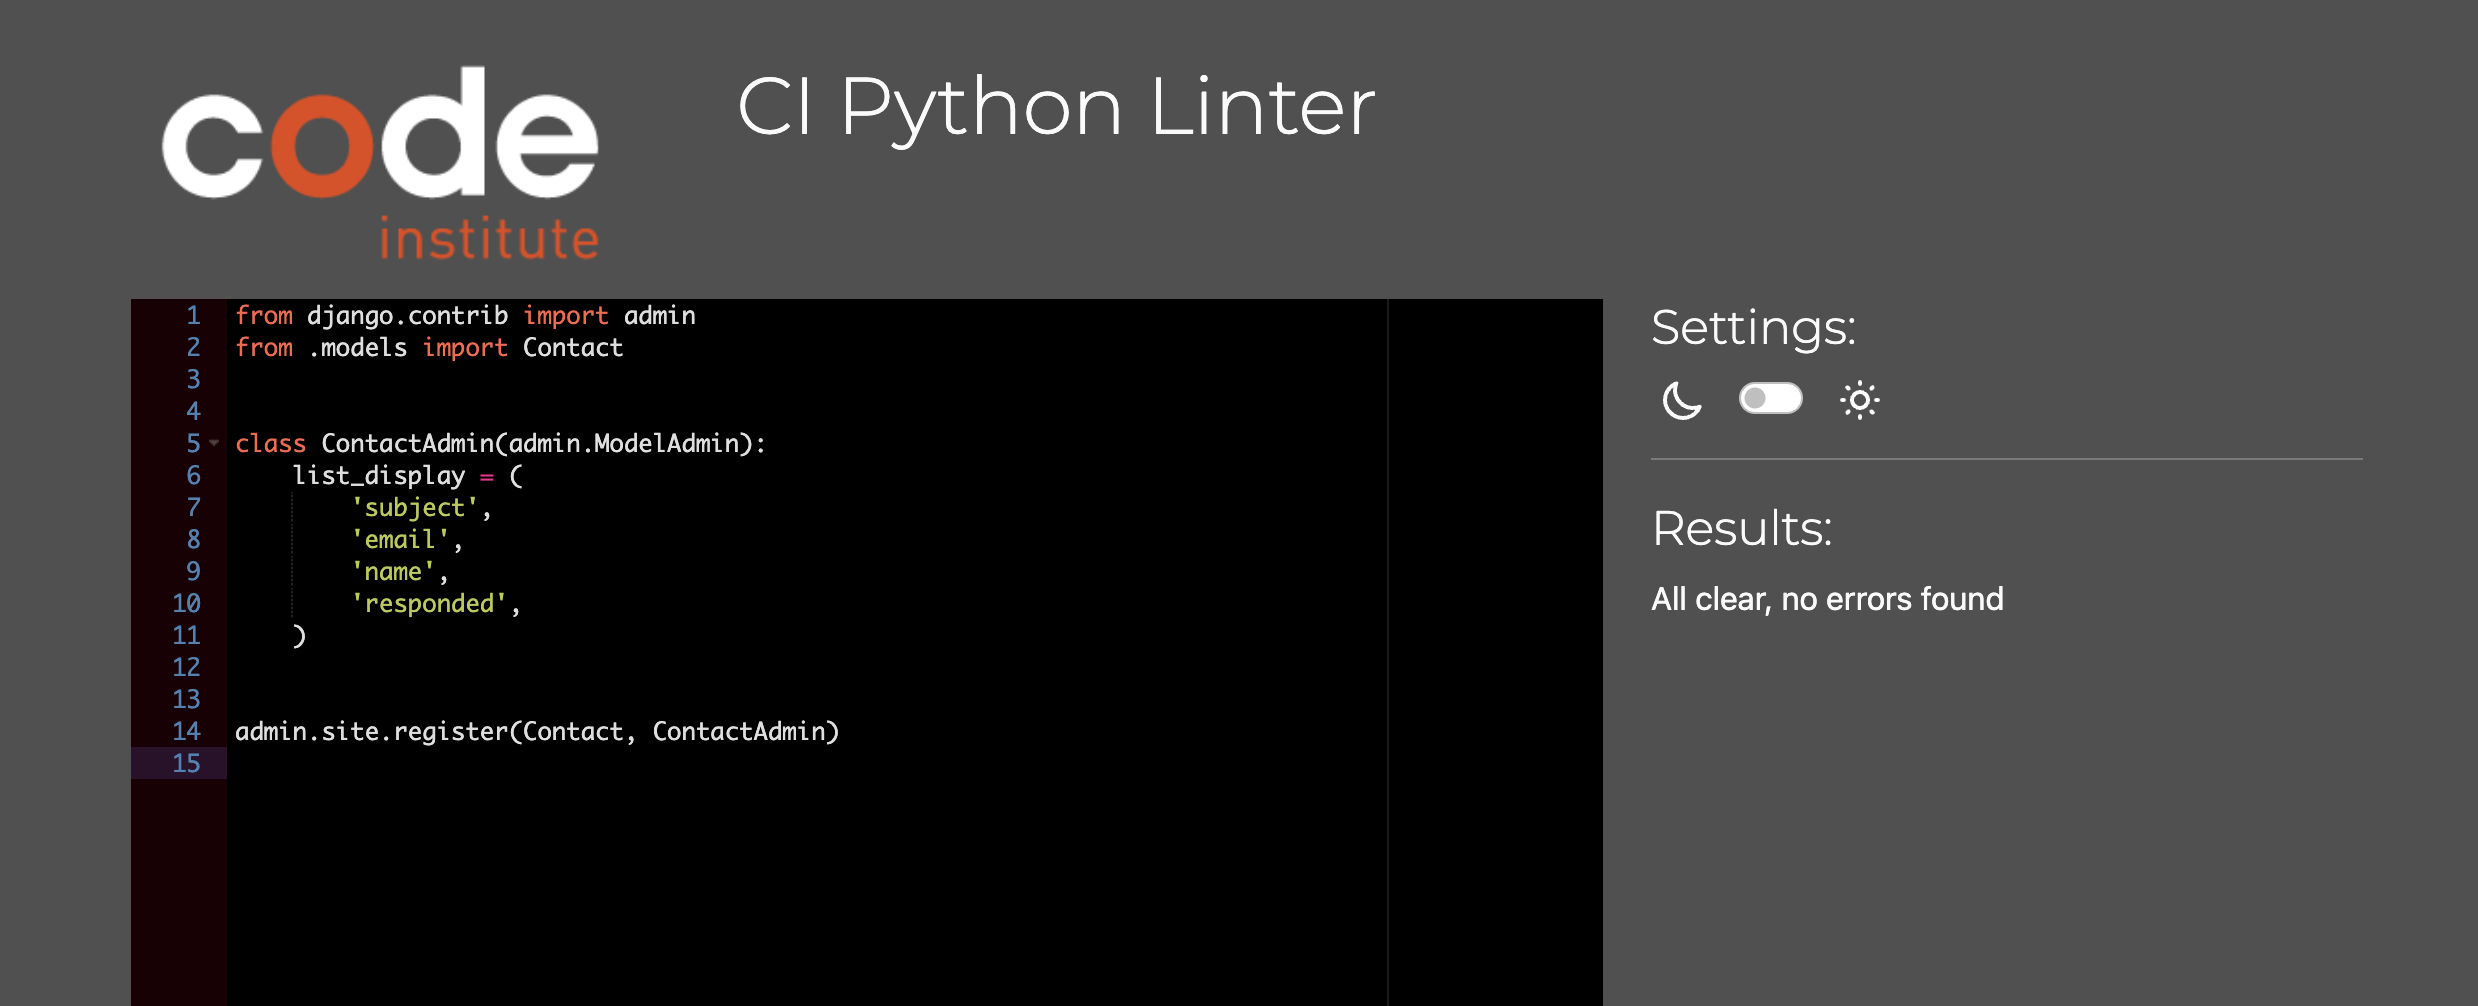 code
institute
CI Python Linter
1 from django.contrib import admin
2 from .models import Contact
3
4
5 class ContactAdmin(admin.ModelAdmin):
6     list_display = (
7         'subject',
8         'email',
9         'name',
10         'responded',
11     )
12
13
14 admin.site.register(Contact, ContactAdmin)
15
Settings:
Results:
All clear, no errors found